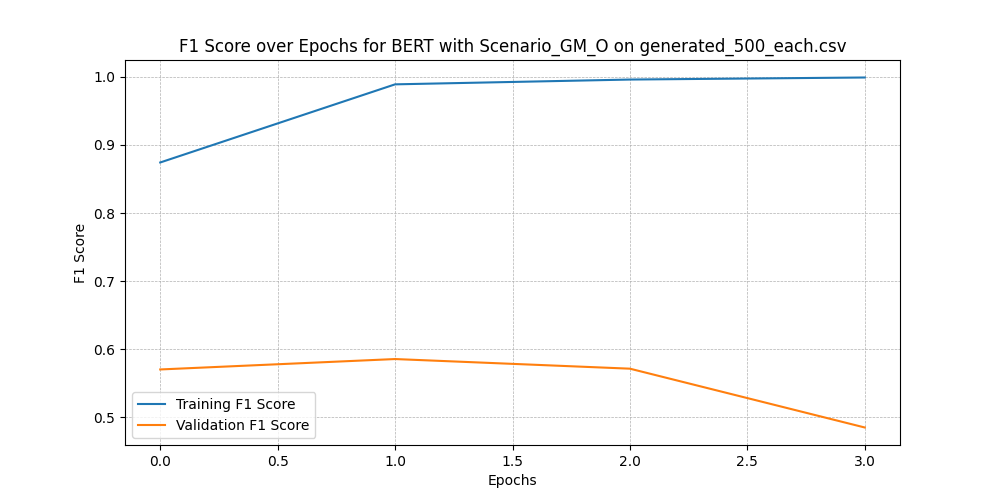 F1 Score over Epochs for BERT with Scenario_GM_O on generated_500_each.csv
F1 Score
1.0
0.9
0.8
0.7
0.6
0.5
Training F1 Score
Validation F1 Score
0.0 0.5 1.0 1.5 2.0 2.5 3.0
Epochs